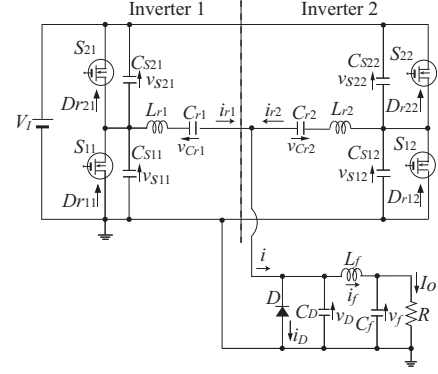 Inverter 1 Inverter 2
S21 CS21 vS21 CS22 vS22 S22
Dr21 Lr1 Cr1 ir1 ir2 Cr2 Lr2 Dr22
VI vCr1 vCr2
S11 CS11 vS11 CS12 vS12 S12
Dr11 Dr12
i Lf Io
D CD vD if Cf vf R
iD